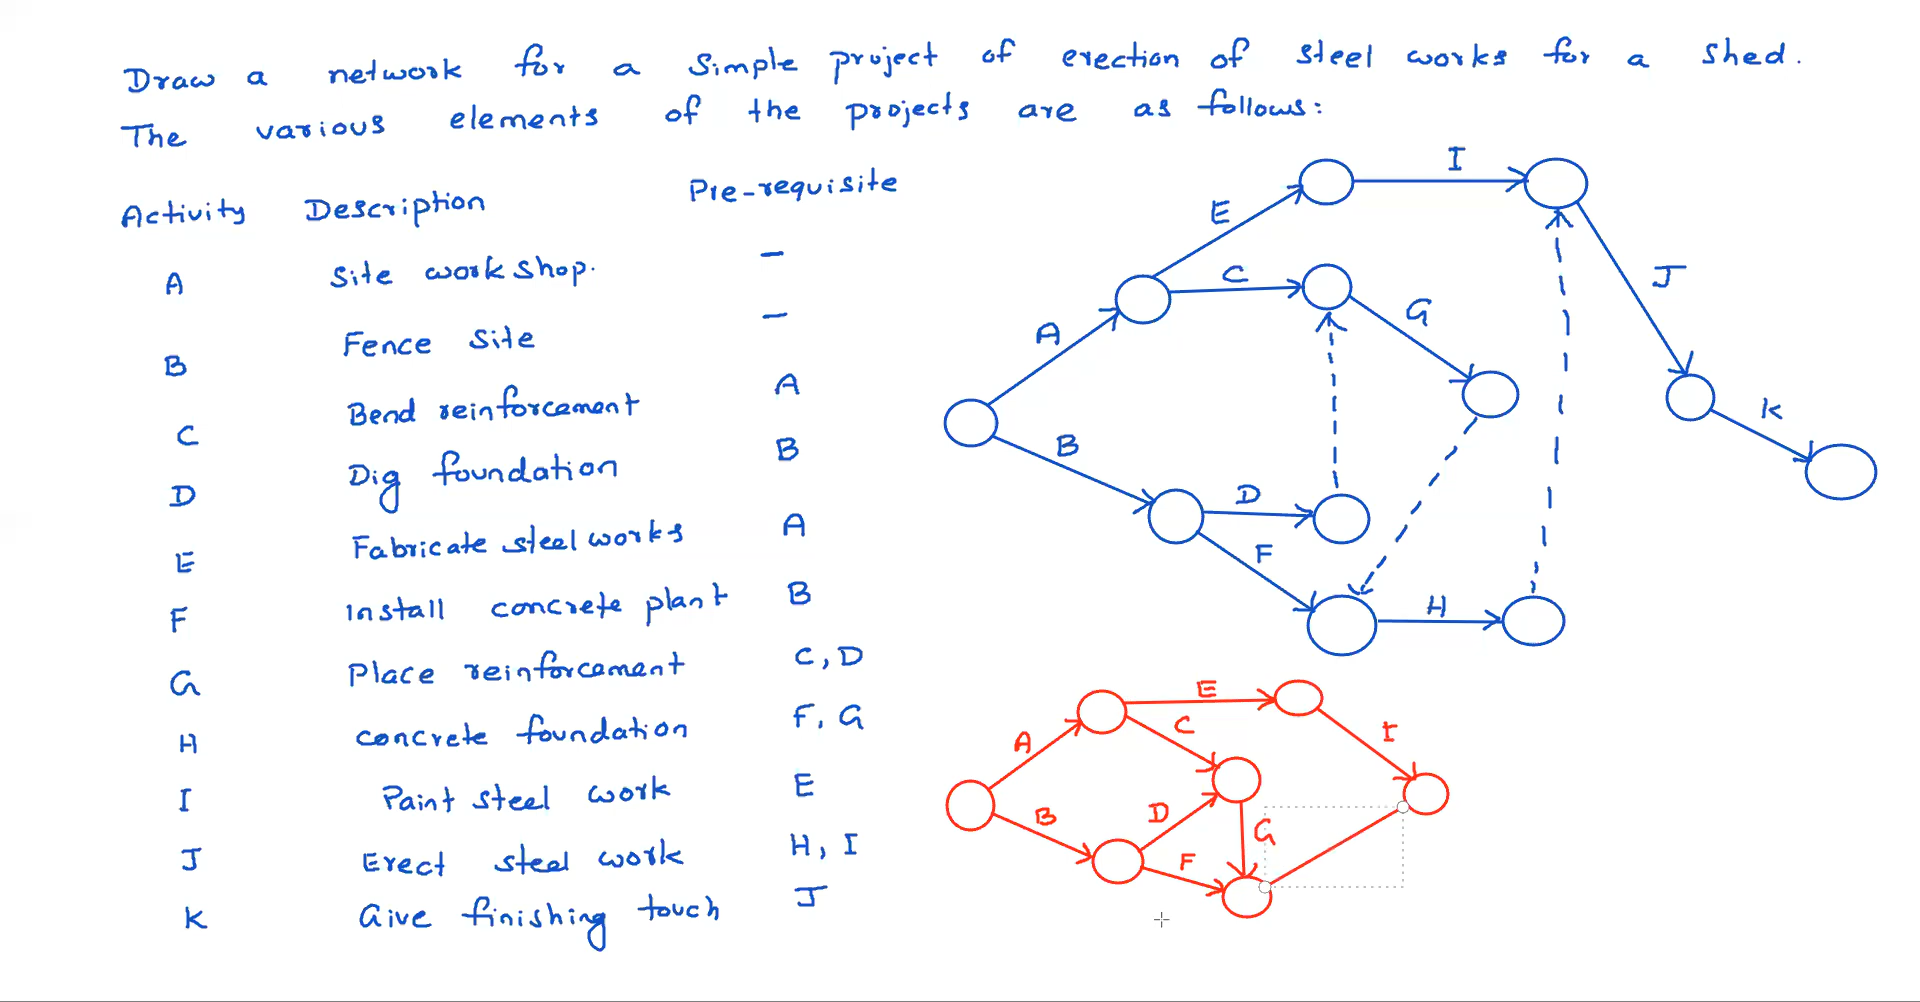 Draw a network for a simple project of erection of steel works for a shed.
The various elements of the projects are as follows:
Activity Description Pre-requisite
A Site workshop. -
B Fence Site -
C Bend reinforcement A
D Dig foundation B
E Fabricate steel works A
F Install concrete plant B
G Place reinforcement C, D
H concrete foundation F, G
I Paint steel work E
J Erect steel work H, I
K Give finishing touch J
I
E
C
J
A
G
K
B
D
F
H
E
C
A
I
B
D
G
F